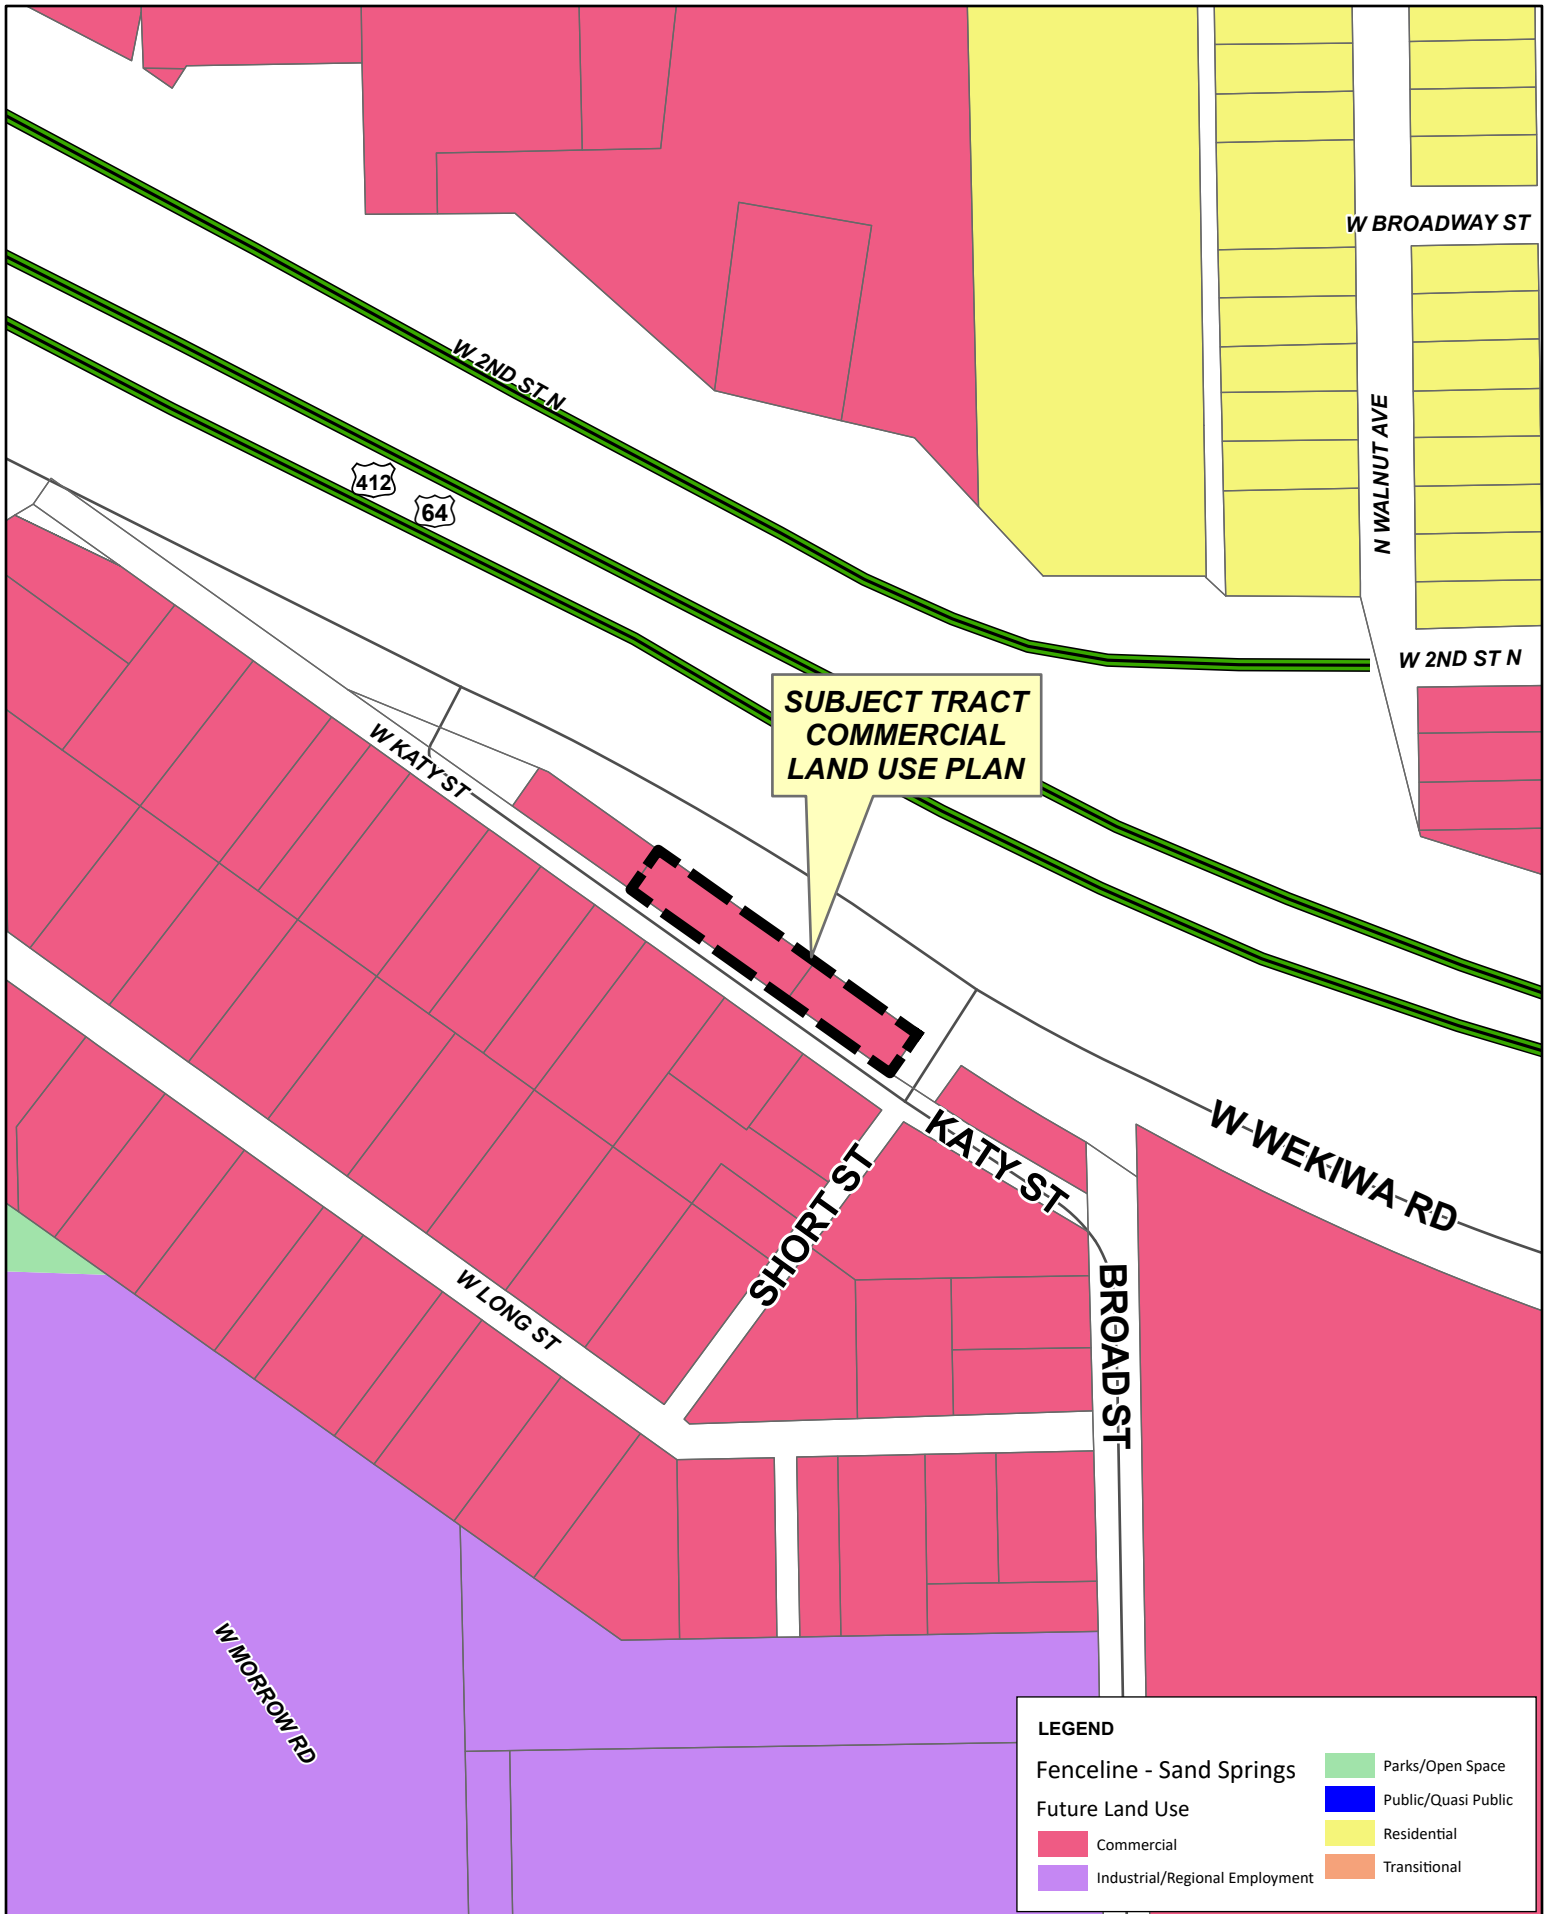 W BROADWAY ST
W 2ND ST N
N WALNUT AVE
412
64
W 2ND ST N
SUBJECT TRACT
COMMERCIAL
LAND USE PLAN
W KATY ST
KATY ST
W WEKIWA RD
SHORT ST
W LONG ST
BROAD ST
W MORROW RD
LEGEND
Fenceline - Sand Springs
Future Land Use
Commercial
Industrial/Regional Employment
Parks/Open Space
Public/Quasi Public
Residential
Transitional